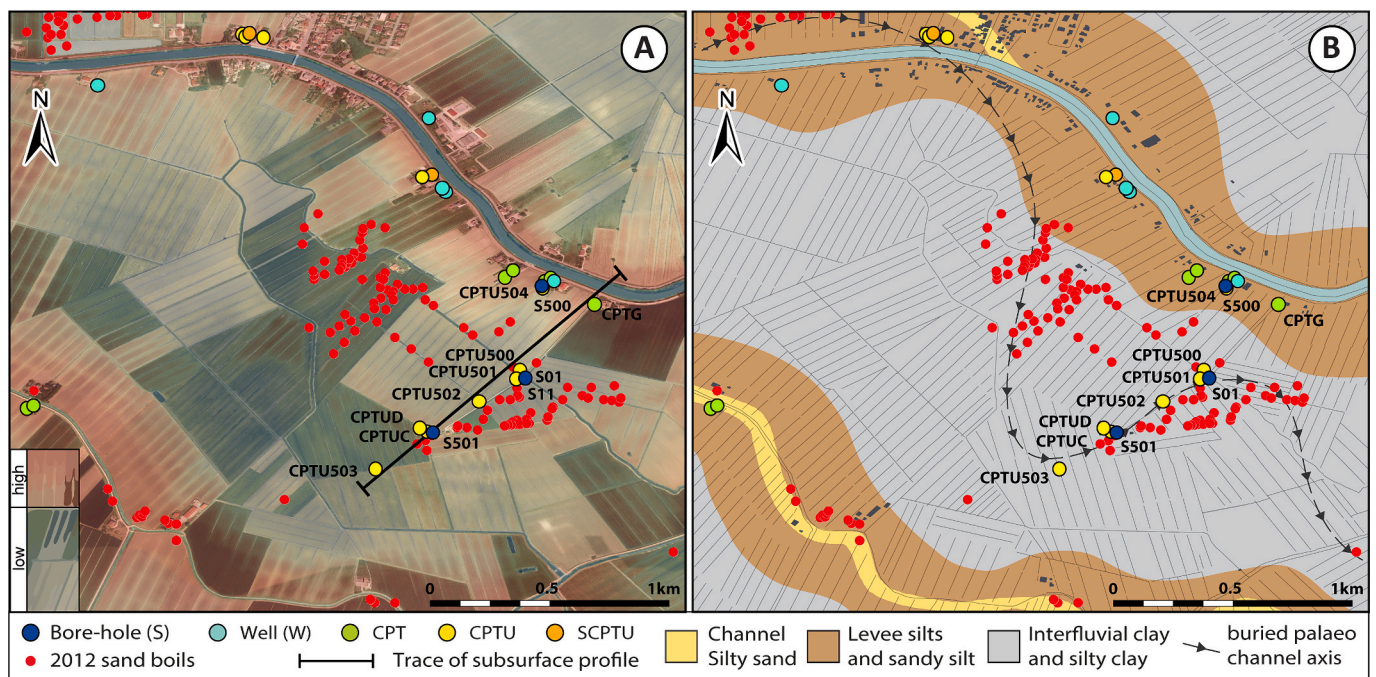 A
N
CPTU504
S500
CPTG
CPTU500
CPTU501
S01
S11
CPTU502
CPTUD
CPTUC
S501
CPTU503
high
low
0 0.5 1km
B
N
CPTU504
S500
CPTG
CPTU500
CPTU501
S01
CPTU502
CPTUD
CPTUC
S501
CPTU503
0 0.5 1km
Bore-hole (S) Well (W) CPT CPTU SCPTU
2012 sand boils Trace of subsurface profile
Channel
Silty sand
Levee silts
and sandy silt
Interfluvial clay
and silty clay
buried palaeo
channel axis